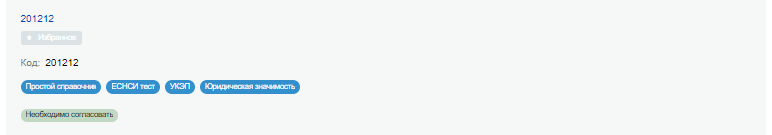 201212
★ Избранное
Код: 201212
Простой справочник ЕСНСИ тест УКЭП Юридическая значимость
Необходимо согласовать